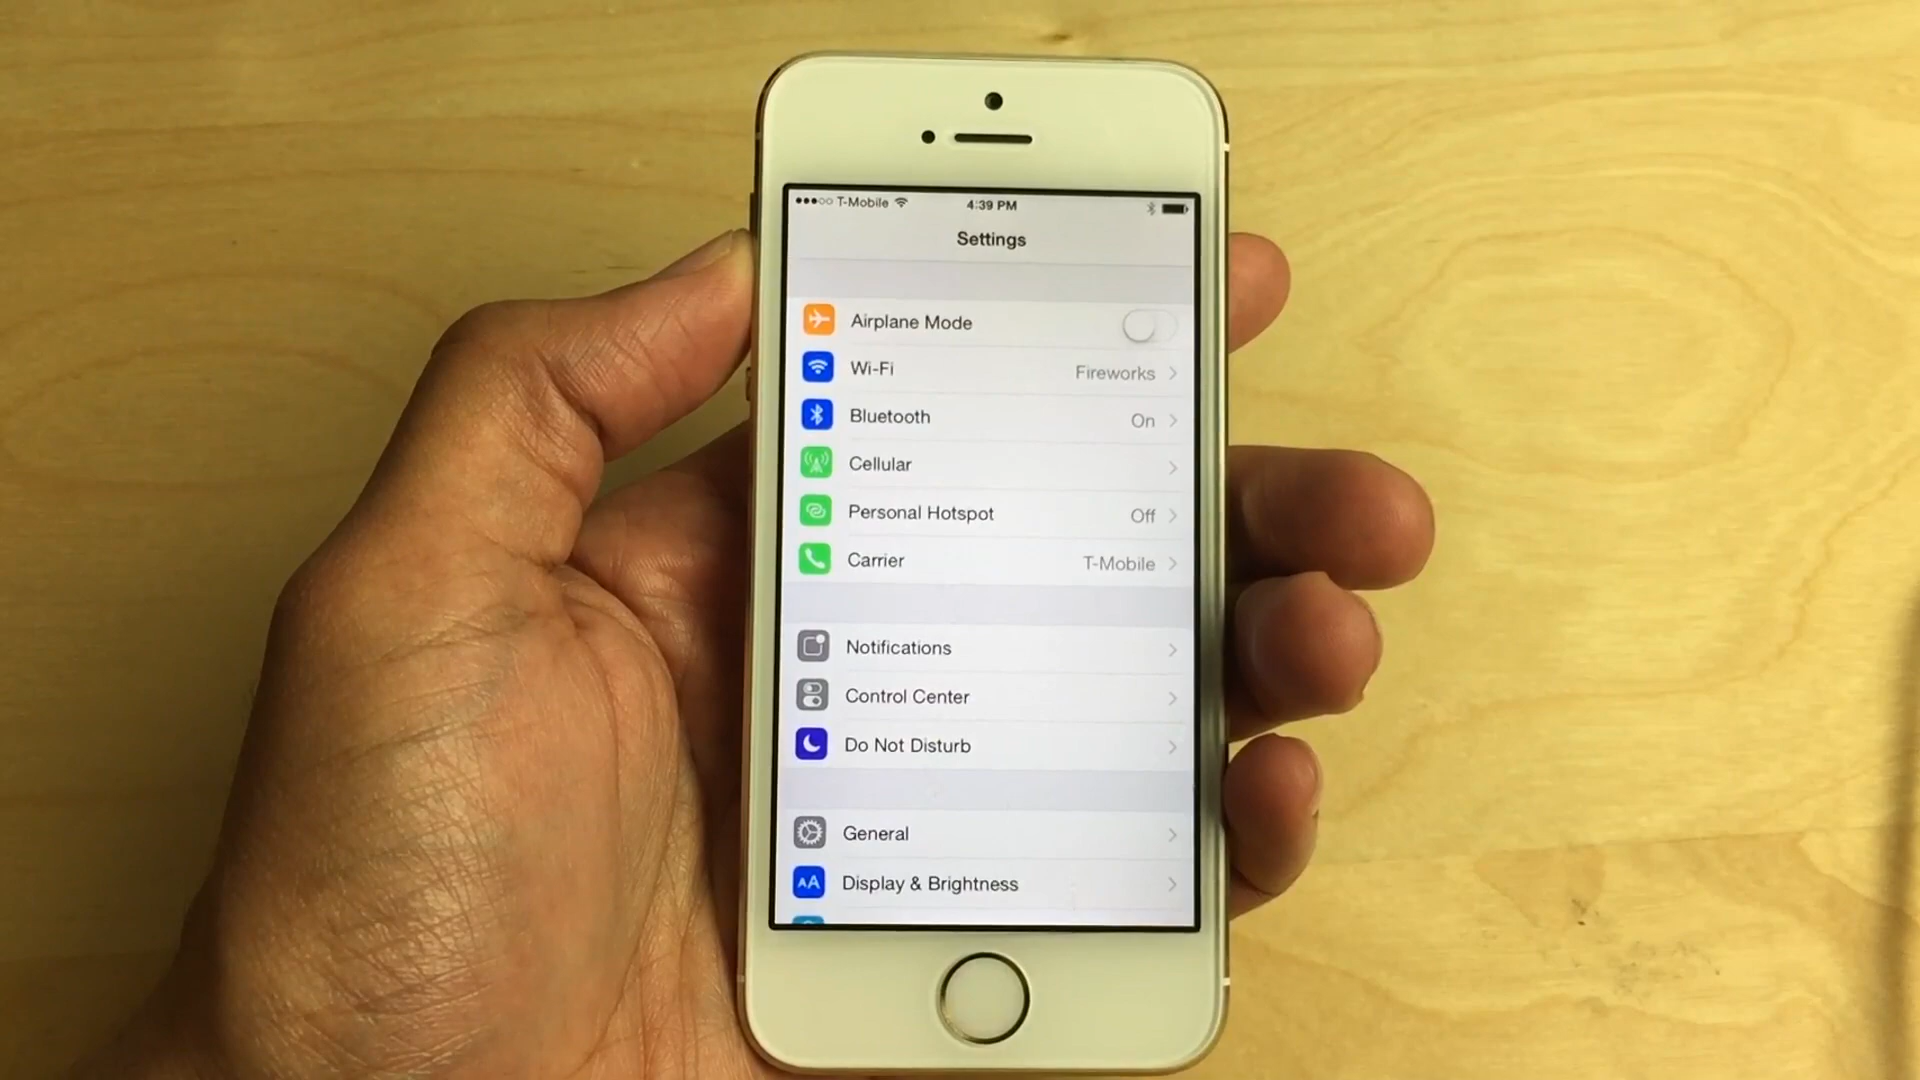 T-Mobile 4:39 PM
Settings
Airplane Mode
Wi-Fi Fireworks
Bluetooth On
Cellular
Personal Hotspot Off
Carrier T-Mobile
Notifications
Control Center
Do Not Disturb
General
AA Display & Brightness